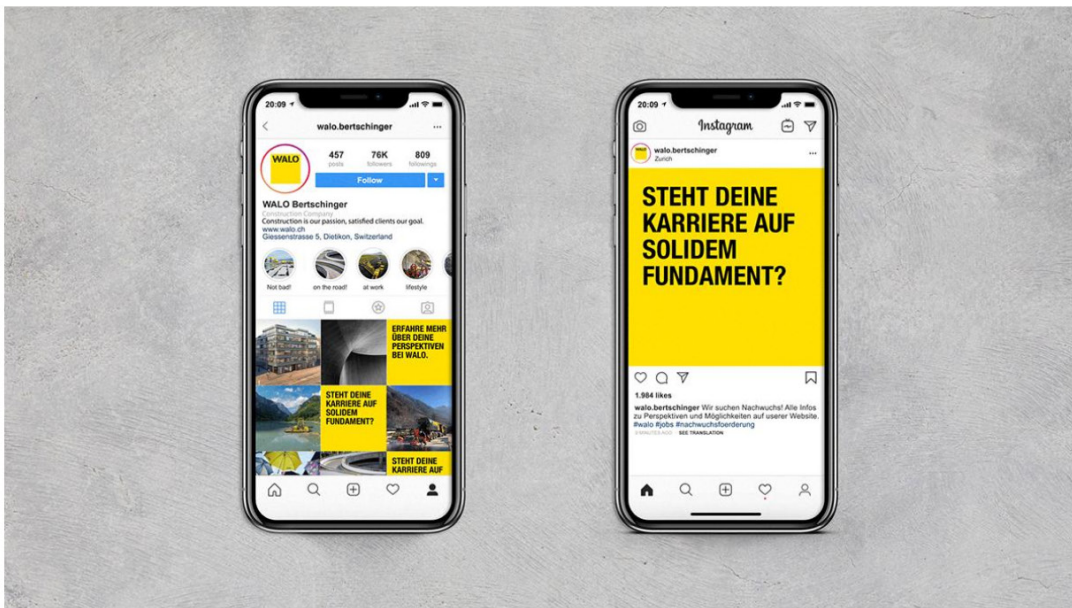 20:09
walo.bertschinger
WALO
457 76K 809
posts followers followings
Follow
WALO Bertschinger
Construction Company
Construction is our passion, satisfied clients our goal.
www.walo.ch
Giessenstrasse 5, Dietikon, Switzerland
Not bad! on the road! at work lifestyle
ERFAHRE MEHR
ÜBER DEINE
PERSPEKTIVEN
BEI WALO.
STEHT DEINE
KARRIERE AUF
SOLIDEM
FUNDAMENT?
STEHT DEINE
KARRIERE AUF
20:09
Instagram
WALO
walo.bertschinger
Zurich
STEHT DEINE
KARRIERE AUF
SOLIDEM
FUNDAMENT?
1.984 likes
walo.bertschinger Wir suchen Nachwuchs! Alle Infos
zu Perspektiven und Möglichkeiten auf userer Website.
#walo #jobs #nachwuchsfoerderung
MINUTES AGO SEE TRANSLATION